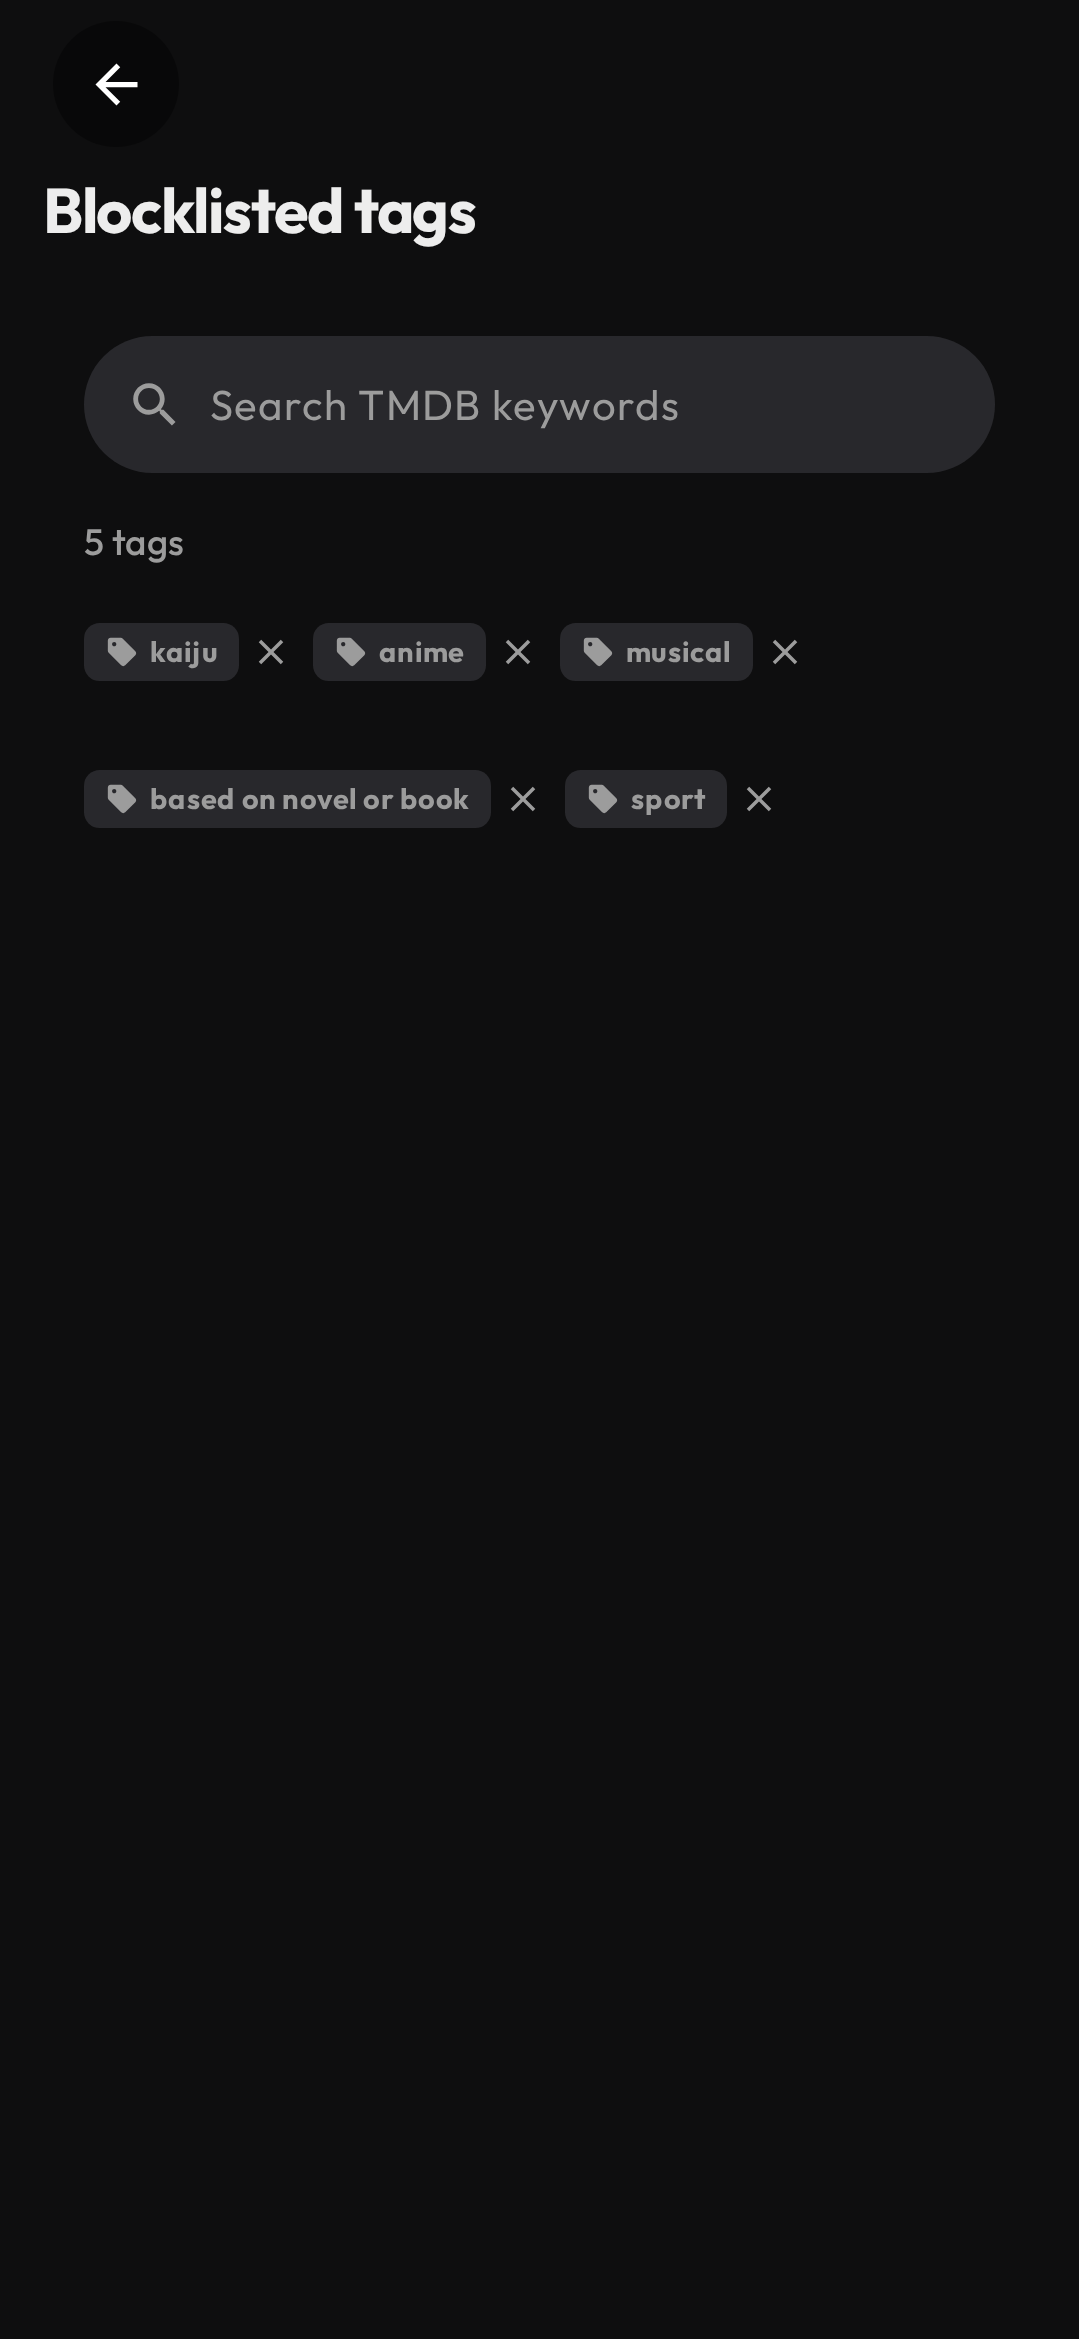 Blocklisted tags
Search TMDB keywords
5 tags
kaiju anime musical
based on novel or book sport